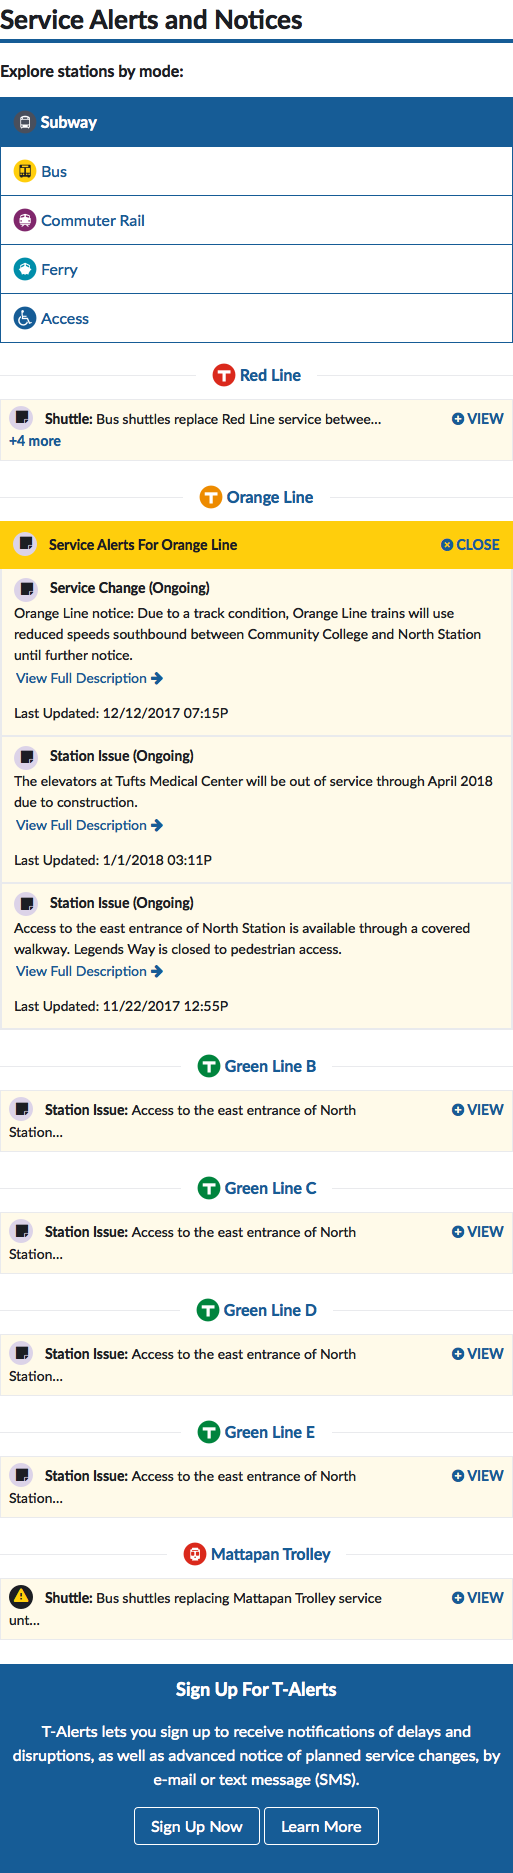 Service Alerts and Notices
Explore stations by mode:
Subway
Bus
Commuter Rail
Ferry
Access
T Red Line
Shuttle: Bus shuttles replace Red Line service betwee... VIEW
+4 more
T Orange Line
Service Alerts For Orange Line CLOSE
Service Change (Ongoing)
Orange Line notice: Due to a track condition, Orange Line trains will use
reduced speeds southbound between Community College and North Station
until further notice.
View Full Description
Last Updated: 12/12/2017 07:15P
Station Issue (Ongoing)
The elevators at Tufts Medical Center will be out of service through April 2018
due to construction.
View Full Description
Last Updated: 1/1/2018 03:11P
Station Issue (Ongoing)
Access to the east entrance of North Station is available through a covered
walkway. Legends Way is closed to pedestrian access.
View Full Description
Last Updated: 11/22/2017 12:55P
T Green Line B
Station Issue: Access to the east entrance of North VIEW
Station...
T Green Line C
Station Issue: Access to the east entrance of North VIEW
Station...
T Green Line D
Station Issue: Access to the east entrance of North VIEW
Station...
T Green Line E
Station Issue: Access to the east entrance of North VIEW
Station...
Mattapan Trolley
Shuttle: Bus shuttles replacing Mattapan Trolley service VIEW
unt...
Sign Up For T-Alerts
T-Alerts lets you sign up to receive notifications of delays and
disruptions, as well as advanced notice of planned service changes, by
e-mail or text message (SMS).
Sign Up Now Learn More